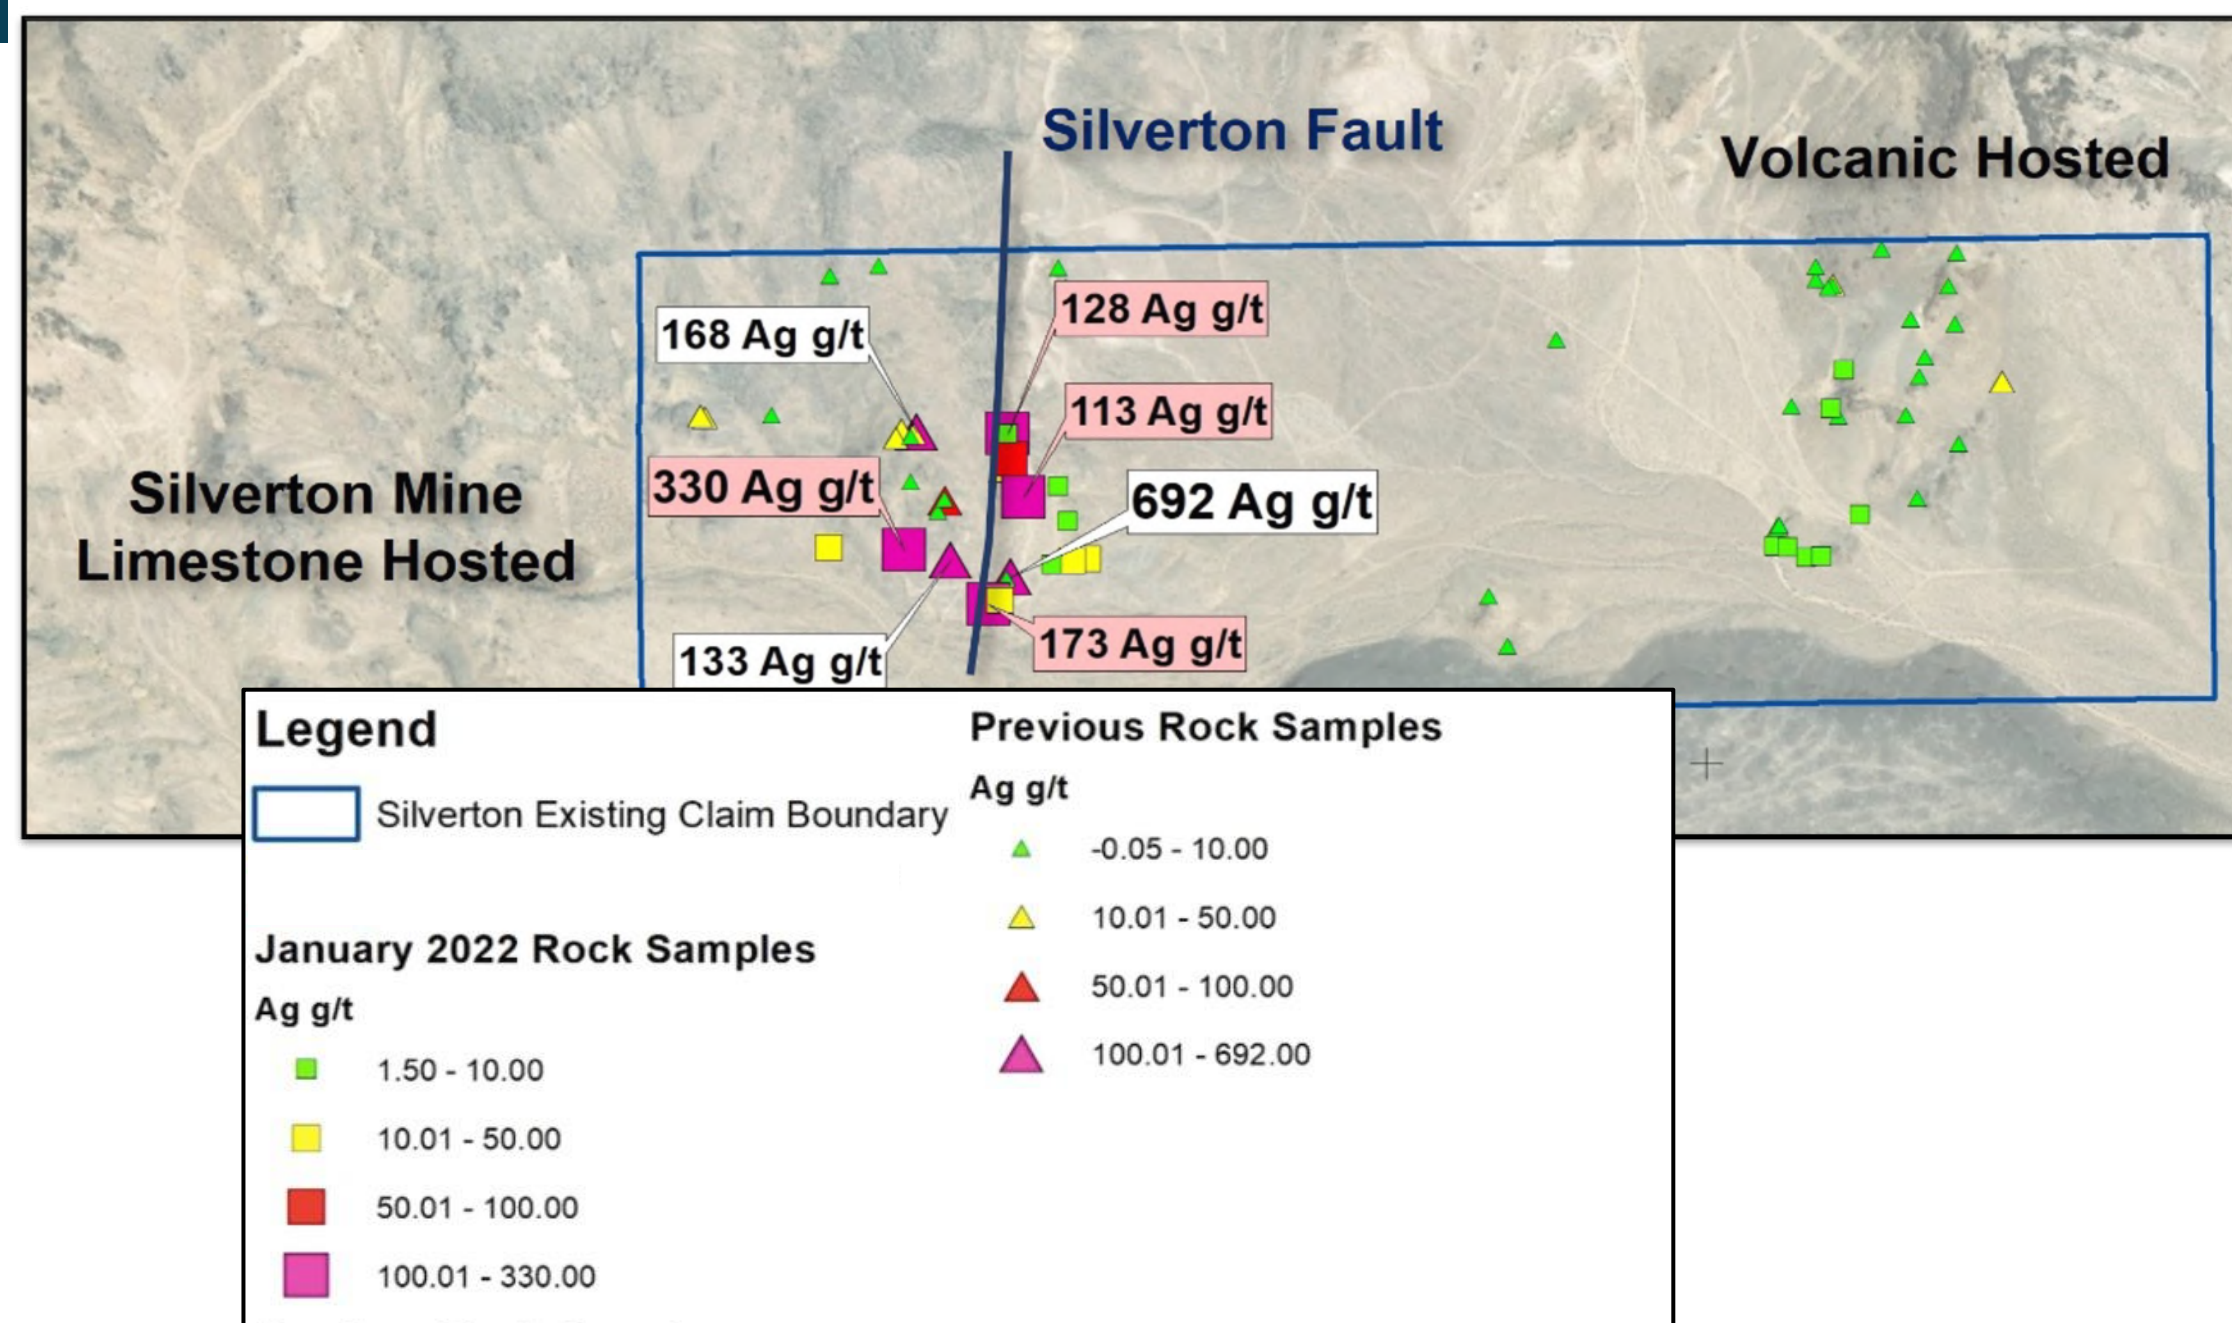 Silverton Fault
Volcanic Hosted
128 Ag g/t
168 Ag g/t
113 Ag g/t
330 Ag g/t
692 Ag g/t
Silverton Mine
Limestone Hosted
173 Ag g/t
133 Ag g/t
Legend
Silverton Existing Claim Boundary
January 2022 Rock Samples
Ag g/t
1.50 - 10.00
10.01 - 50.00
50.01 - 100.00
100.01 - 330.00
Previous Rock Samples
Ag g/t
-0.05 - 10.00
10.01 - 50.00
50.01 - 100.00
100.01 - 692.00